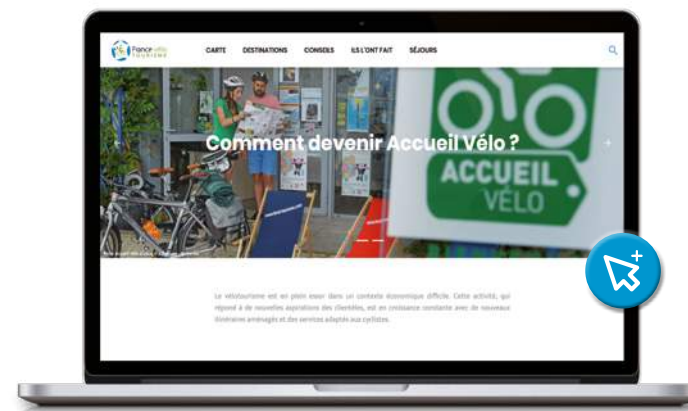 France vélo
TOURISME
CARTE DESTINATIONS CONSEILS ILS L'ONT FAIT SÉJOURS
Comment devenir Accueil Vélo ?
ACCUEIL
VÉLO
Le vélotourisme est en plein essor dans un contexte économique difficile. Cette activité, qui
répond à de nouvelles aspirations des clientèles, est en croissance constante avec de nouveaux
itinéraires aménagés et des services adaptés aux cyclistes.